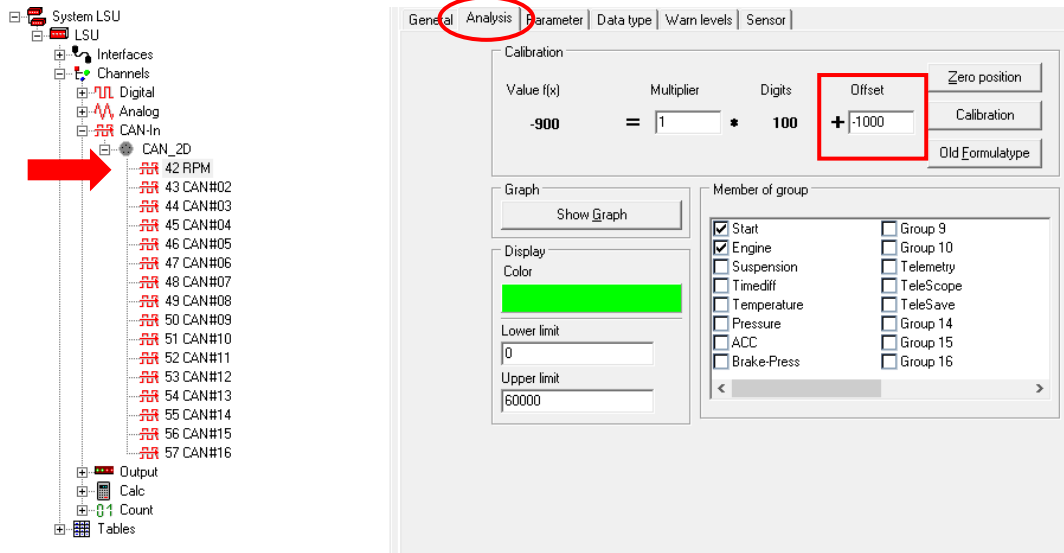 System LSU
LSU
Interfaces
Channels
Digital
Analog
CAN-In
CAN_2D
42 RPM
43 CAN#02
44 CAN#03
45 CAN#04
46 CAN#05
47 CAN#06
48 CAN#07
49 CAN#08
50 CAN#09
51 CAN#10
52 CAN#11
53 CAN#12
54 CAN#13
55 CAN#14
56 CAN#15
57 CAN#16
Output
Calc
Count
Tables
General Analysis Parameter Data type Warn levels Sensor
Calibration
Value f(x) Multiplier Digits Offset
-900 = 1 * 100 + -1000
Zero position
Calibration
Old Formulatype
Graph
Show Graph
Display
Color
Lower limit
0
Upper limit
60000
Member of group
Start Group 9
Engine Group 10
Suspension Telemetry
Timediff TeleScope
Temperature TeleSave
Pressure Group 14
ACC Group 15
Brake-Press Group 16